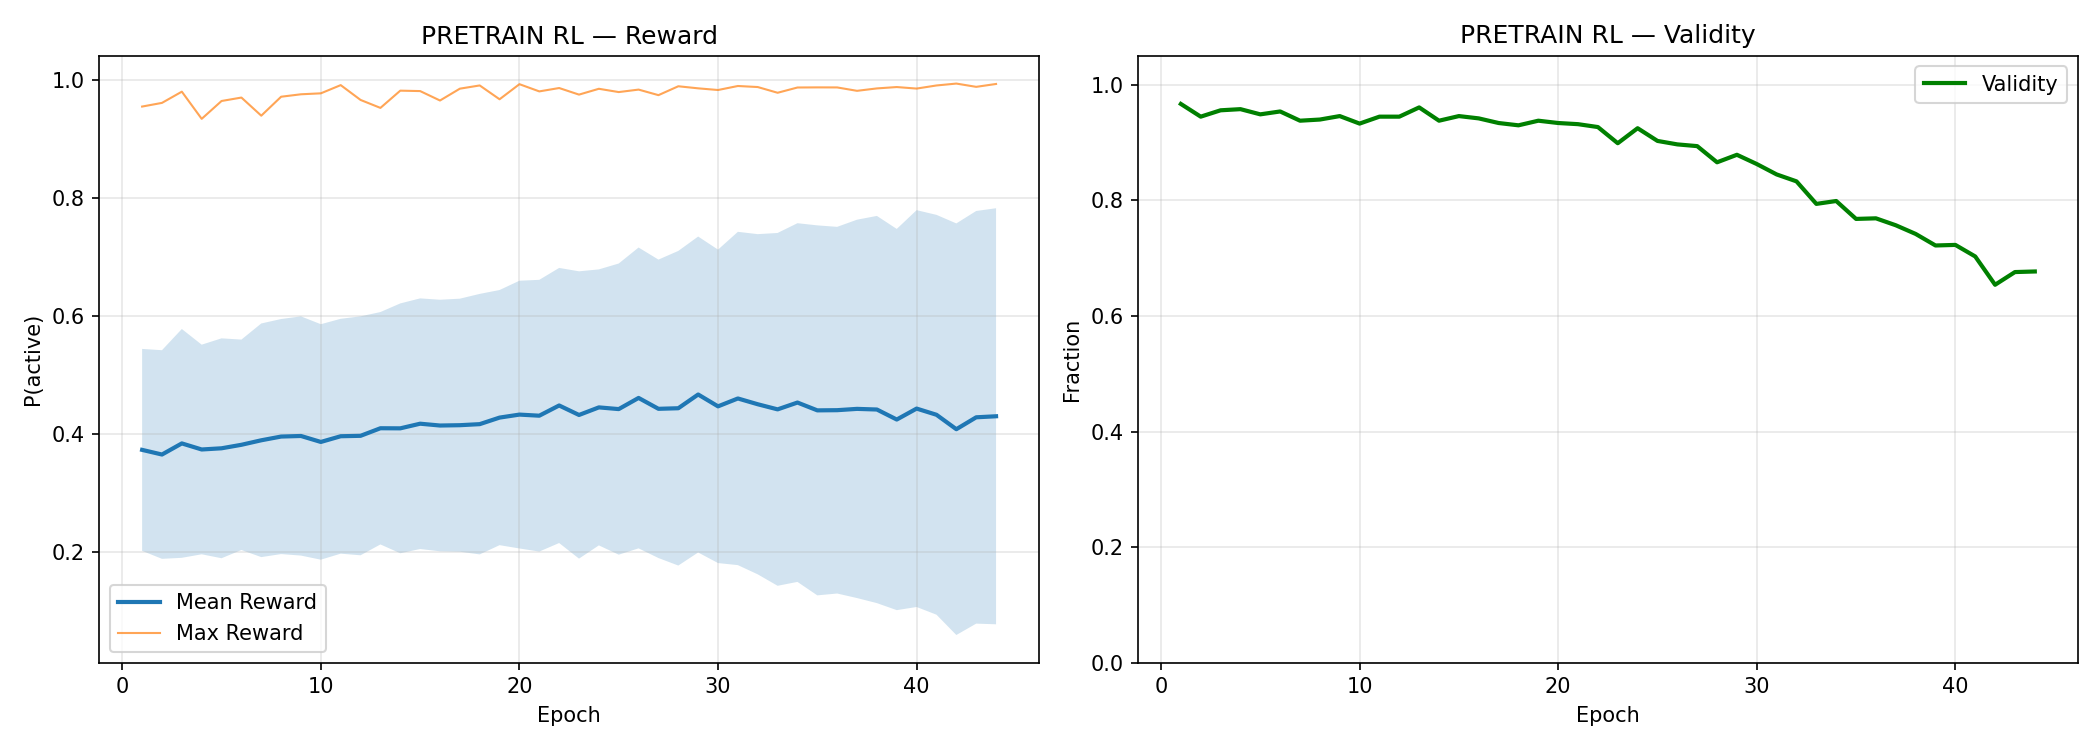 PRETRAIN RL — Reward
1.0
0.8
0.6
0.4
0.2
P(active)
Mean Reward
Max Reward
0
10
20
30
40
Epoch
PRETRAIN RL — Validity
Validity
1.0
0.8
0.6
0.4
0.2
0.0
Fraction
0
10
20
30
40
Epoch